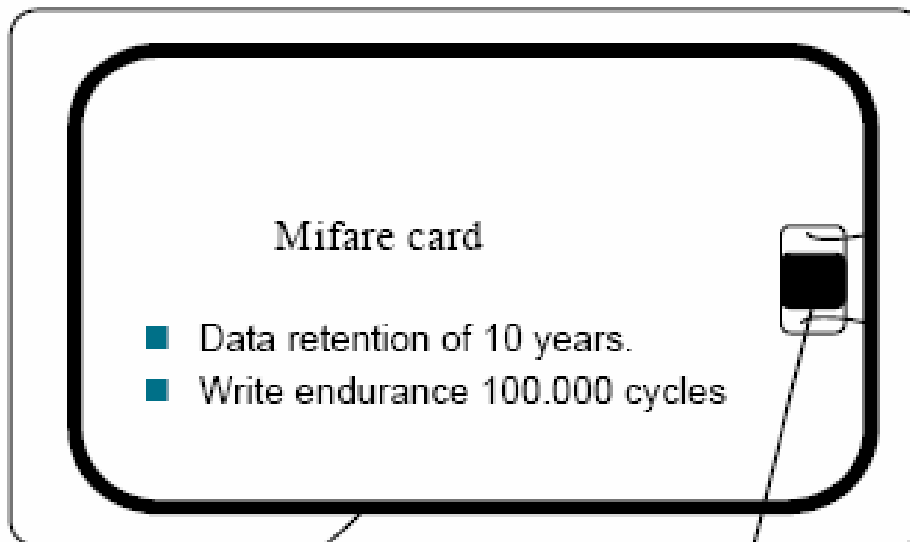 Mifare card
Data retention of 10 years.
Write endurance 100.000 cycles